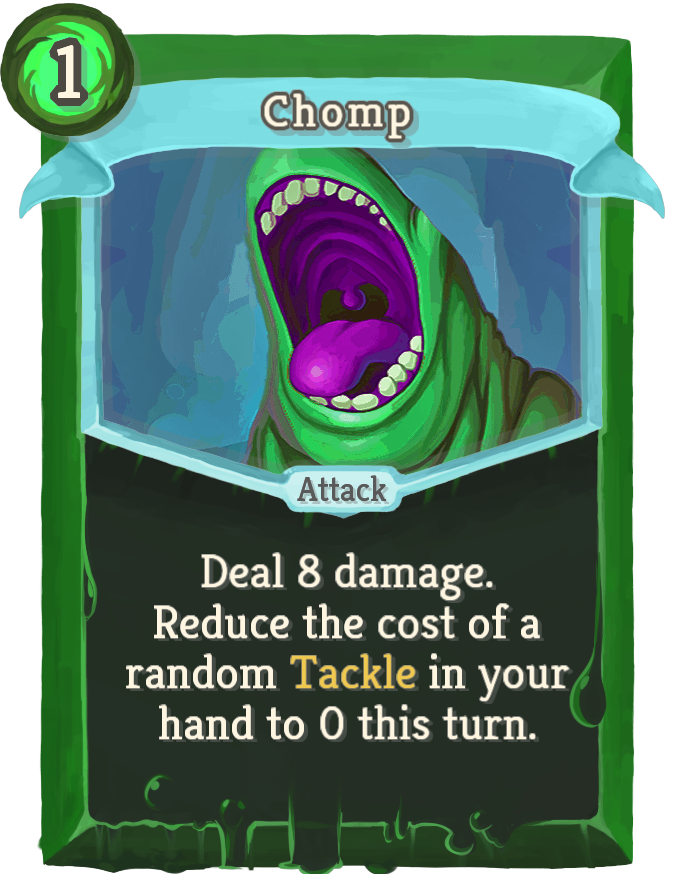 1
Chomp
Attack
Deal 8 damage.
Reduce the cost of a
random Tackle in your
hand to 0 this turn.